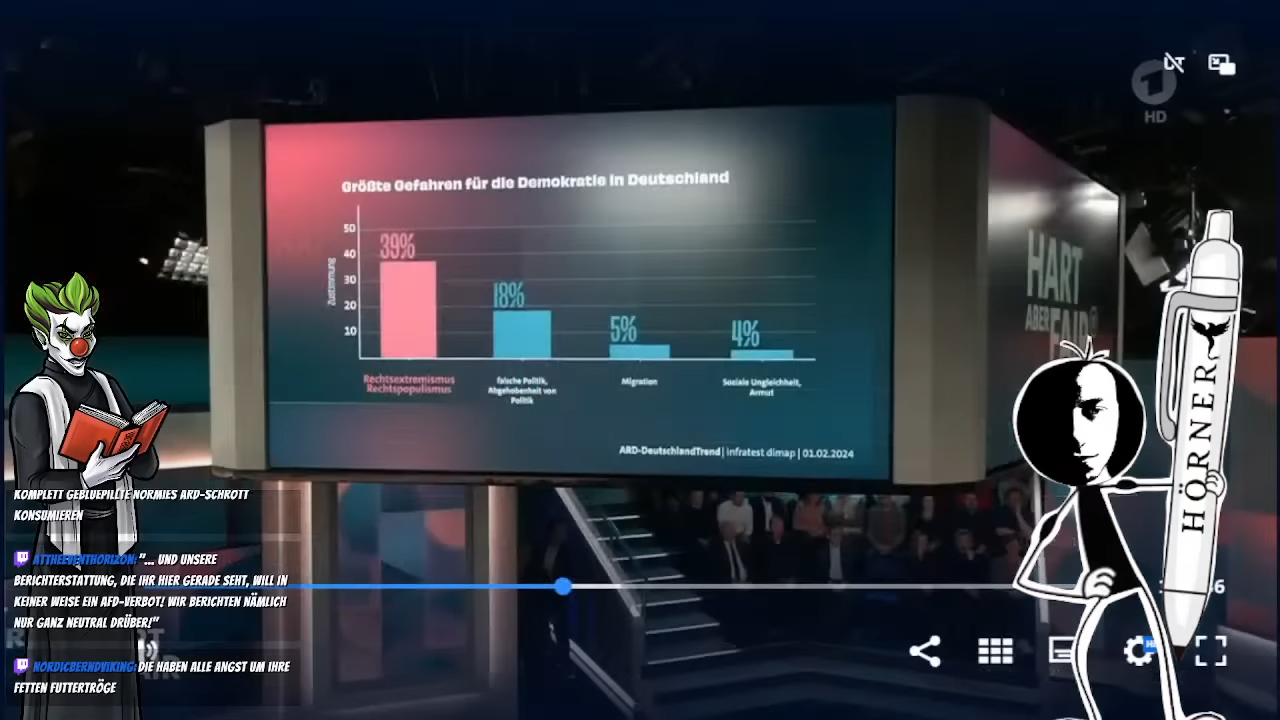 UT
HD
Größte Gefahren für die Demokratie in Deutschland
50
40
30
20
10
Zustimmung
39%
18%
5%
4%
Rechtsextremismus
Rechtspopulismus
falsche Politik,
Abgehobenheit von
Politik
Migration
Soziale Ungleichheit,
Armut
ARD-DeutschlandTrend | infratest dimap | 01.02.2024
HART
ABER
FAIR
HÖRNER
KOMPLETT GEBLUEPILLTE NORMIES ARD-SCHROTT
KONSUMIEREN
ATTHEEVENTHORIZON: "... UND UNSERE
BERICHTERSTATTUNG, DIE IHR HIER GERADE SEHT, WILL IN
KEINER WEISE EIN AFD-VERBOT! WIR BERICHTEN NÄMLICH
NUR GANZ NEUTRAL DRÜBER!"
NORDICBERNDVIKING: DIE HABEN ALLE ANGST UM IHRE
FETTEN FUTTERTRÖGE